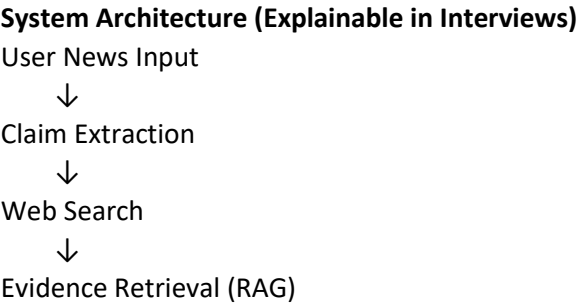 System Architecture (Explainable in Interviews)
User News Input
↓
Claim Extraction
↓
Web Search
↓
Evidence Retrieval (RAG)